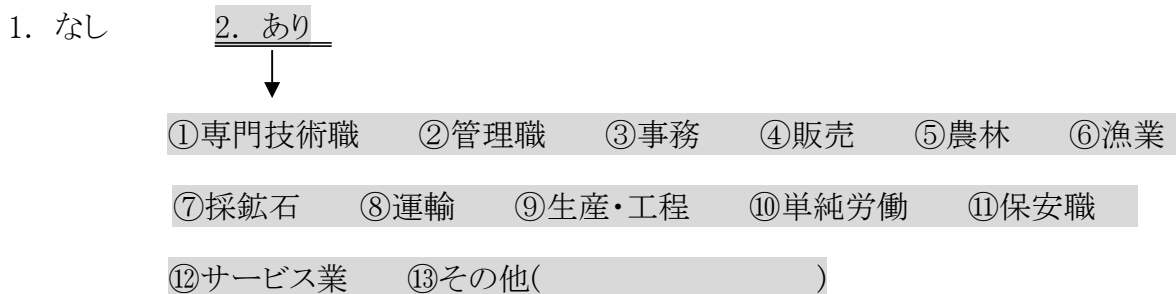 1. なし 2. あり
①専門技術職 ②管理職 ③事務 ④販売 ⑤農林 ⑥漁業
⑦採鉱石 ⑧運輸 ⑨生産・工程 ⑩単純労働 ⑪保安職
⑫サービス業 ⑬その他( )